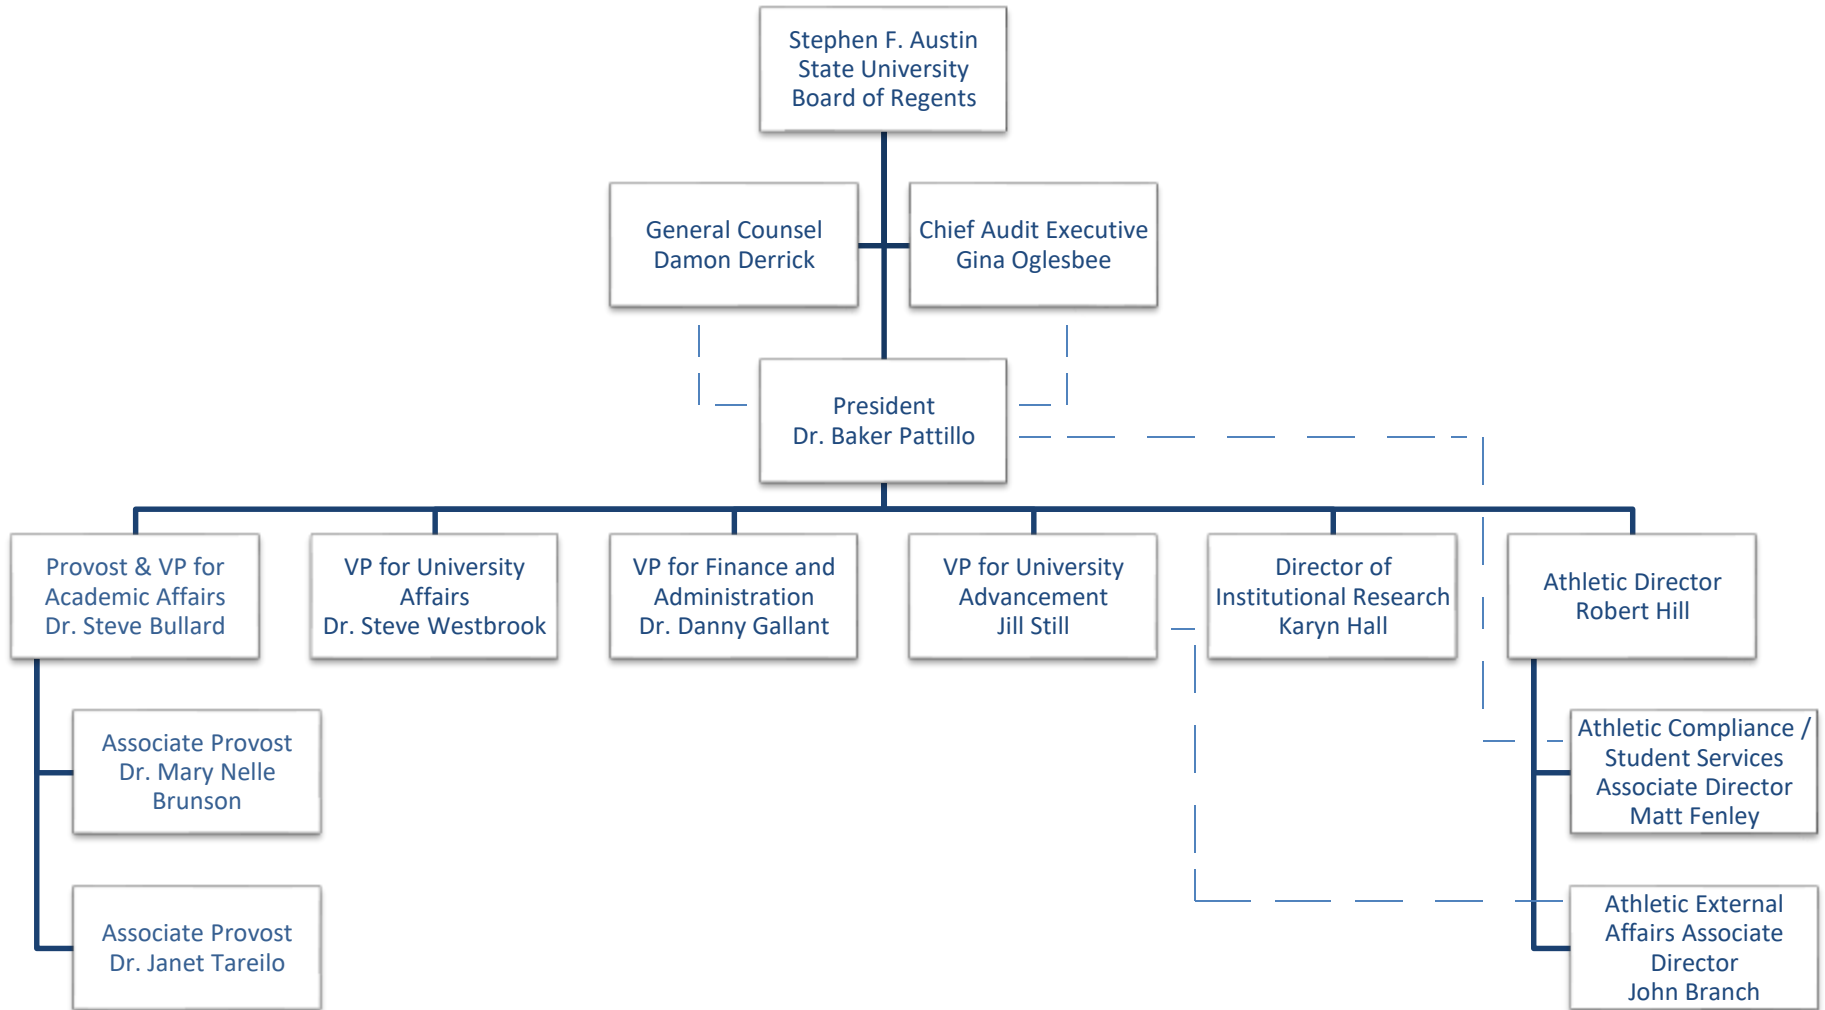 Stephen F. Austin
State University
Board of Regents
General Counsel
Damon Derrick
Chief Audit Executive
Gina Oglesbee
President
Dr. Baker Pattillo
Provost & VP for
Academic Affairs
Dr. Steve Bullard
VP for University
Affairs
Dr. Steve Westbrook
VP for Finance and
Administration
Dr. Danny Gallant
VP for University
Advancement
Jill Still
Director of
Institutional Research
Karyn Hall
Athletic Director
Robert Hill
Associate Provost
Dr. Mary Nelle
Brunson
Athletic Compliance /
Student Services
Associate Director
Matt Fenley
Associate Provost
Dr. Janet Tareilo
Athletic External
Affairs Associate
Director
John Branch